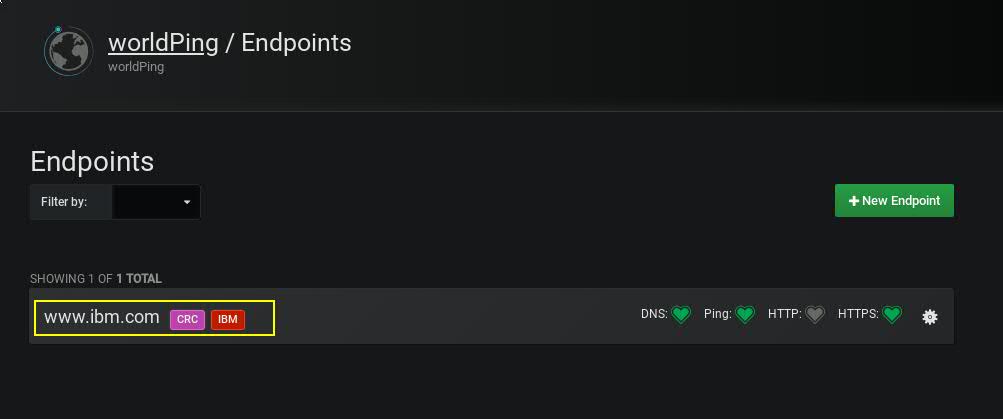 worldPing / Endpoints
worldPing
Endpoints
Filter by:
+ New Endpoint
SHOWING 1 OF 1 TOTAL
www.ibm.com CRC IBM DNS: Ping: HTTP: HTTPS: